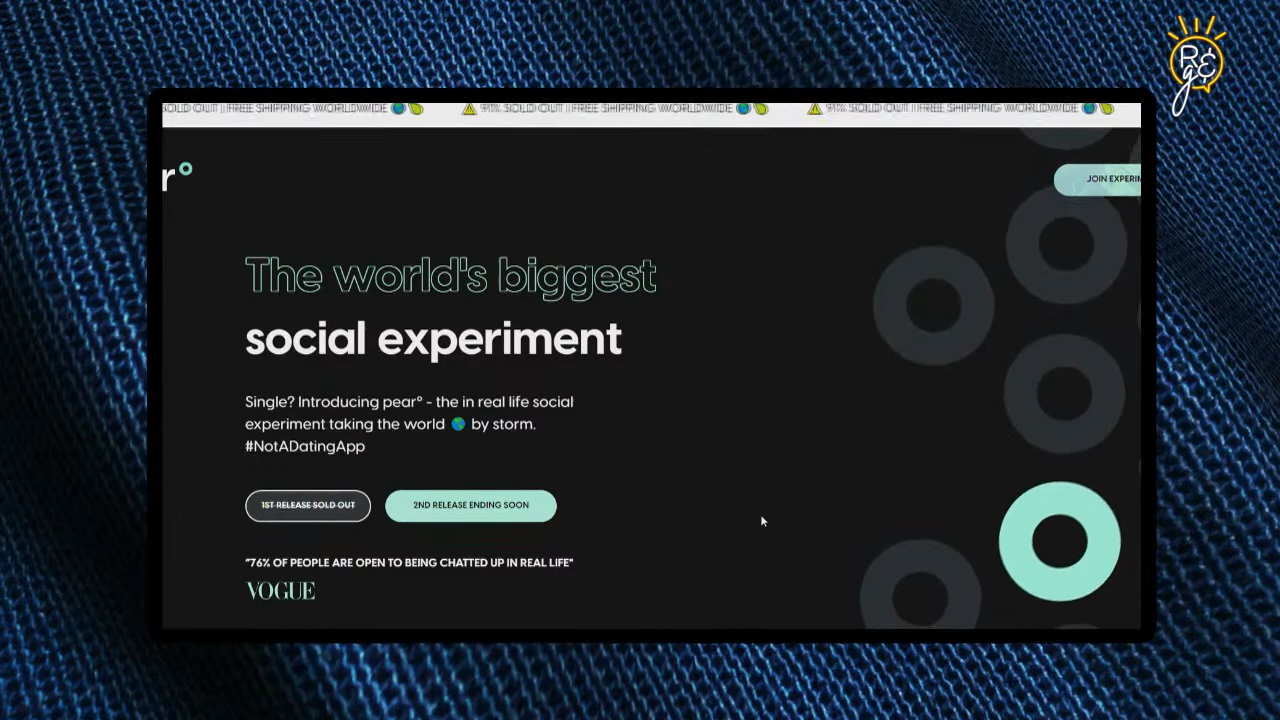 SOLD OUT || FREE SHIPPING WORLDWIDE 🌎🍐 ⚠️ 91% SOLD OUT || FREE SHIPPING WORLDWIDE 🌎🍐 ⚠️ 91% SOLD OUT || FREE SHIPPING WORLDWIDE 🌎🍐
R&
g
r°
JOIN EXPERIM
The world's biggest
social experiment
Single? Introducing pear° - the in real life social
experiment taking the world 🌎 by storm.
#NotADatingApp
1ST RELEASE SOLD OUT
2ND RELEASE ENDING SOON
"76% OF PEOPLE ARE OPEN TO BEING CHATTED UP IN REAL LIFE"
VOGUE